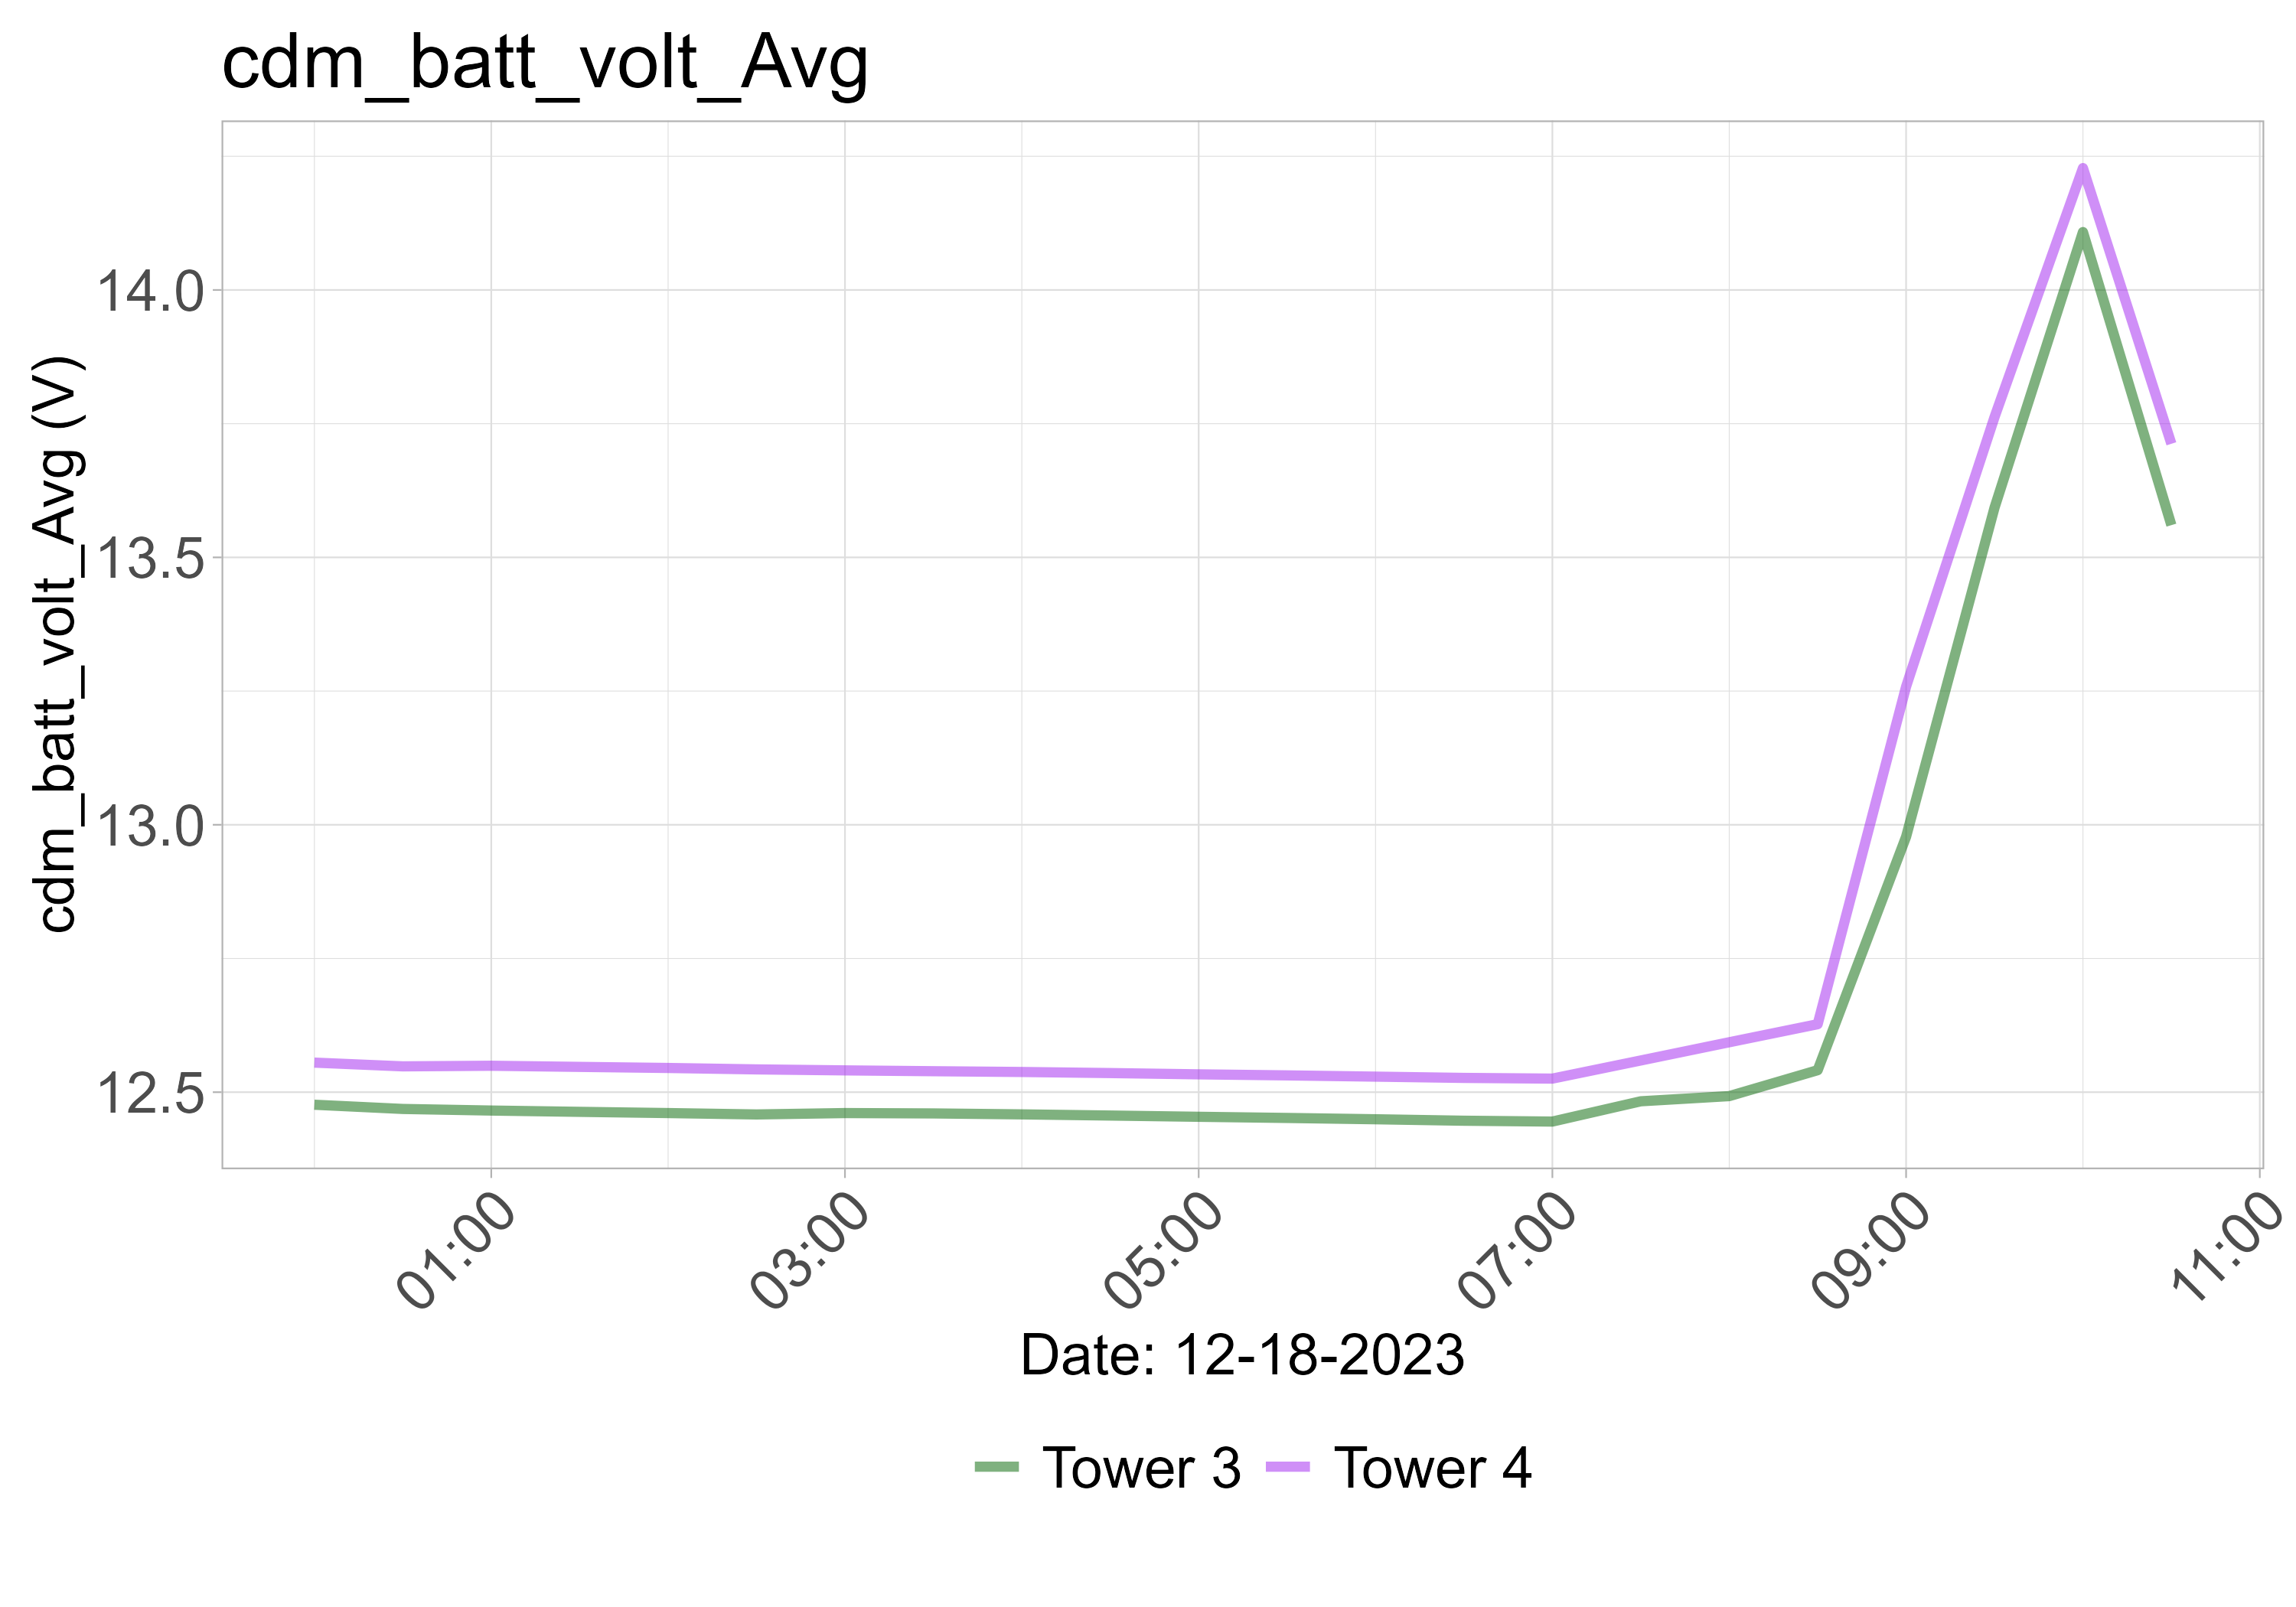 cdm_batt_volt_Avg
cdm_batt_volt_Avg (V)
14.0
13.5
13.0
12.5
01:00
03:00
05:00
07:00
09:00
11:00
Date: 12-18-2023
Tower 3
Tower 4